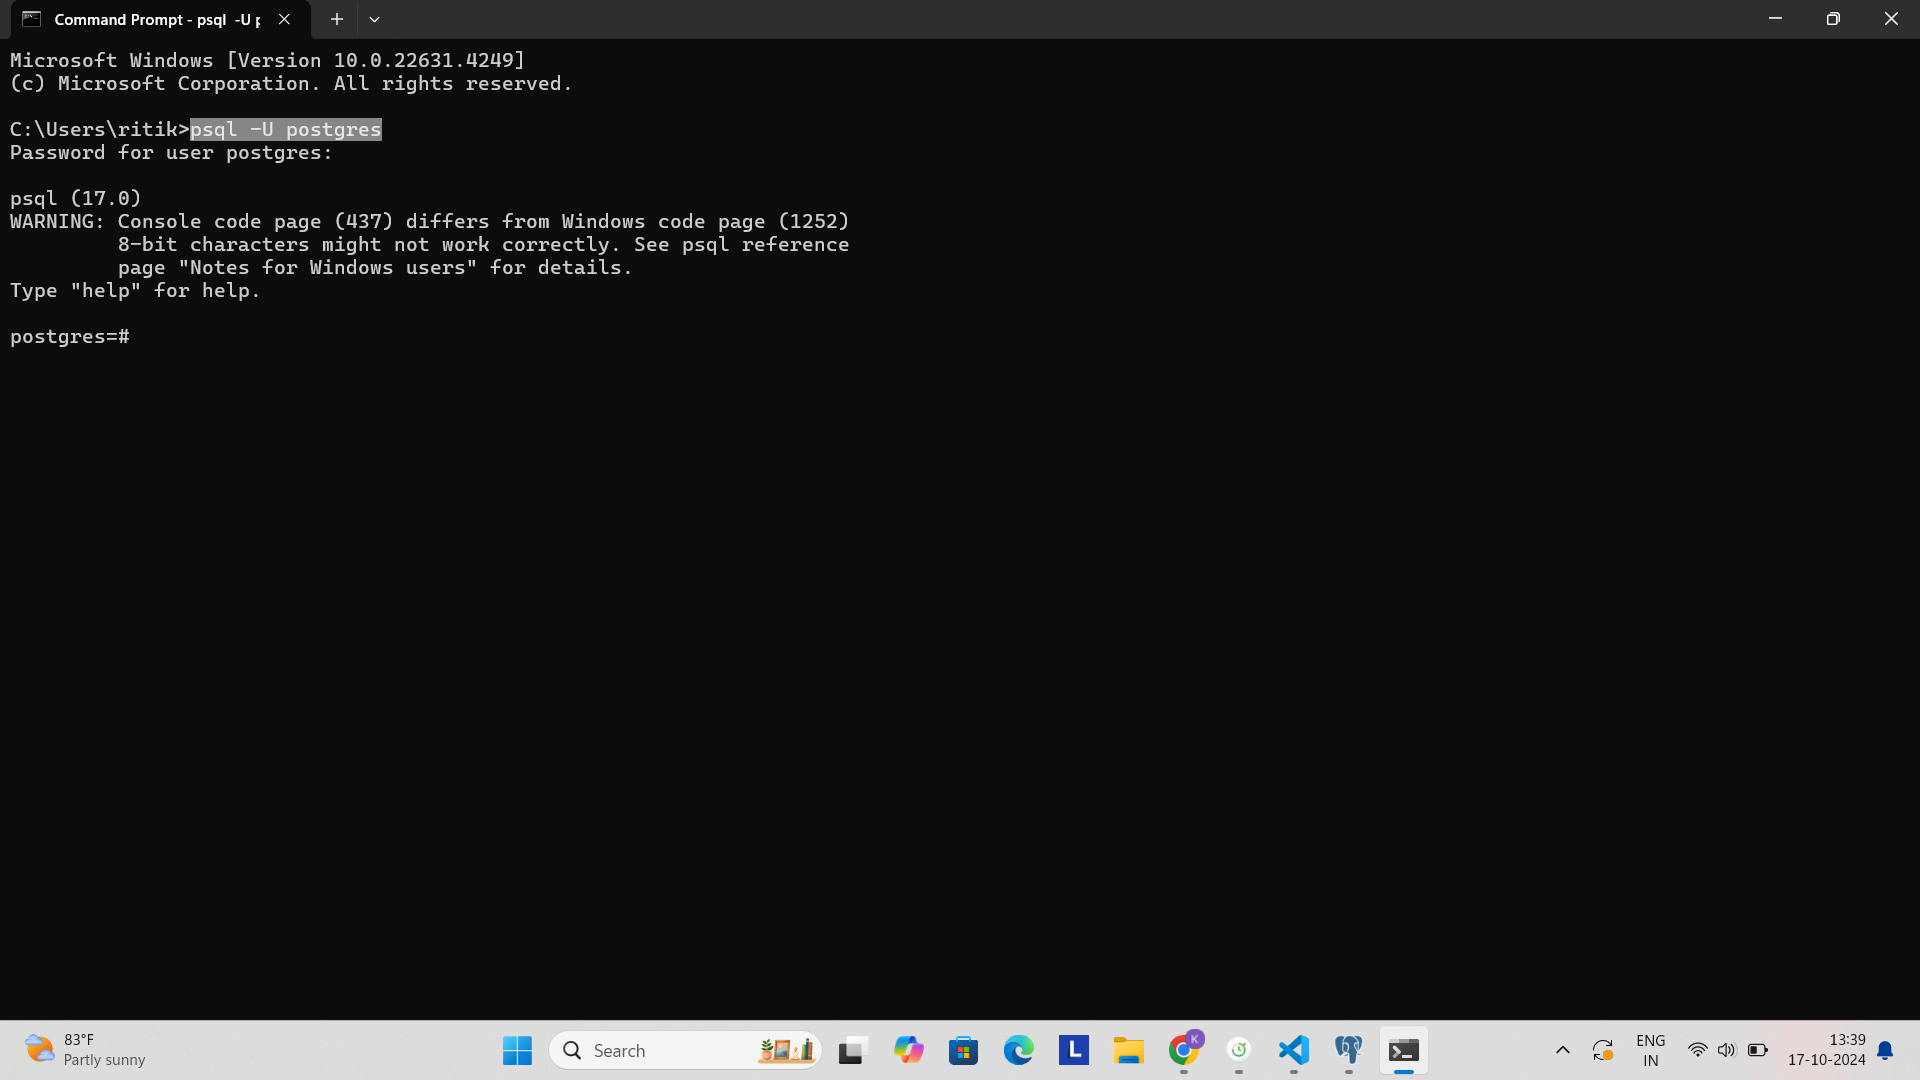 Command Prompt - psql -U p
Microsoft Windows [Version 10.0.22631.4249]
(c) Microsoft Corporation. All rights reserved.
C:\Users\ritik>psql -U postgres
Password for user postgres:
psql (17.0)
WARNING: Console code page (437) differs from Windows code page (1252)
         8-bit characters might not work correctly. See psql reference
         page "Notes for Windows users" for details.
Type "help" for help.
postgres=#
83°F
Partly sunny
Search
L
K
ENG
IN
13:39
17-10-2024